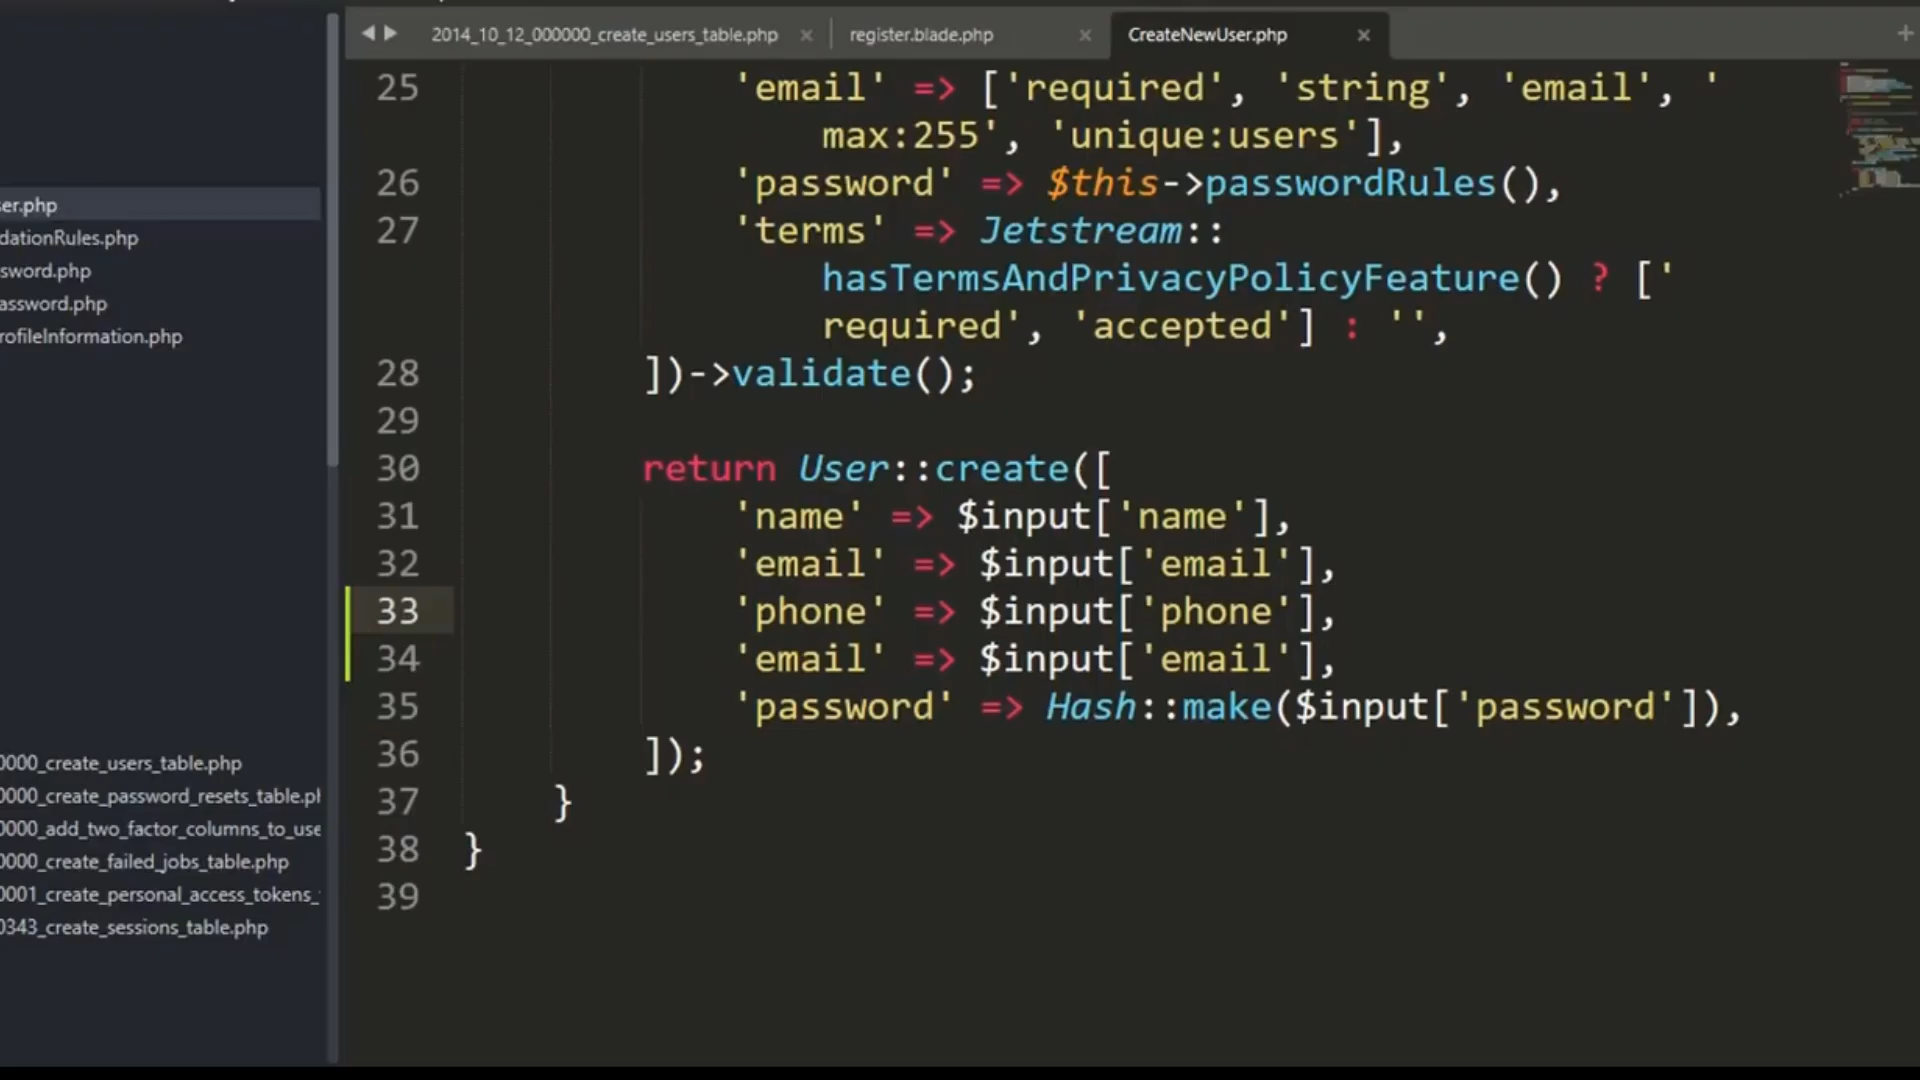 2014_10_12_000000_create_users_table.php × register.blade.php × CreateNewUser.php × +
ser.php
dationRules.php
sword.php
assword.php
rofileInformation.php
0000_create_users_table.php
0000_create_password_resets_table.ph
0000_add_two_factor_columns_to_use
0000_create_failed_jobs_table.php
0001_create_personal_access_tokens_
0343_create_sessions_table.php
25 'email' => ['required', 'string', 'email', '
max:255', 'unique:users'],
26 'password' => $this->passwordRules(),
27 'terms' => Jetstream::
hasTermsAndPrivacyPolicyFeature() ? ['
required', 'accepted'] : '',
28 ])->validate();
29
30 return User::create([
31 'name' => $input['name'],
32 'email' => $input['email'],
33 'phone' => $input['phone'],
34 'email' => $input['email'],
35 'password' => Hash::make($input['password']),
36 ]);
37 }
38 }
39